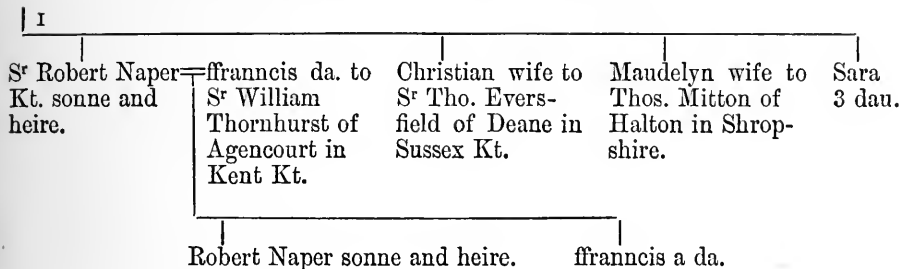 1
Sr Robert Naper=ffranncis da. to
Kt. sonne and
heire.
Sr William
Thornhurst of
Agencourt in
Kent Kt.
Christian wife to
Sr Tho. Evers-
field of Deane in
Sussex Kt.
Maudelyn wife to
Thos. Mitton of
Halton in Shrop-
shire.
Sara
3 dau.
Robert Naper sonne and heire.
ffranncis a da.